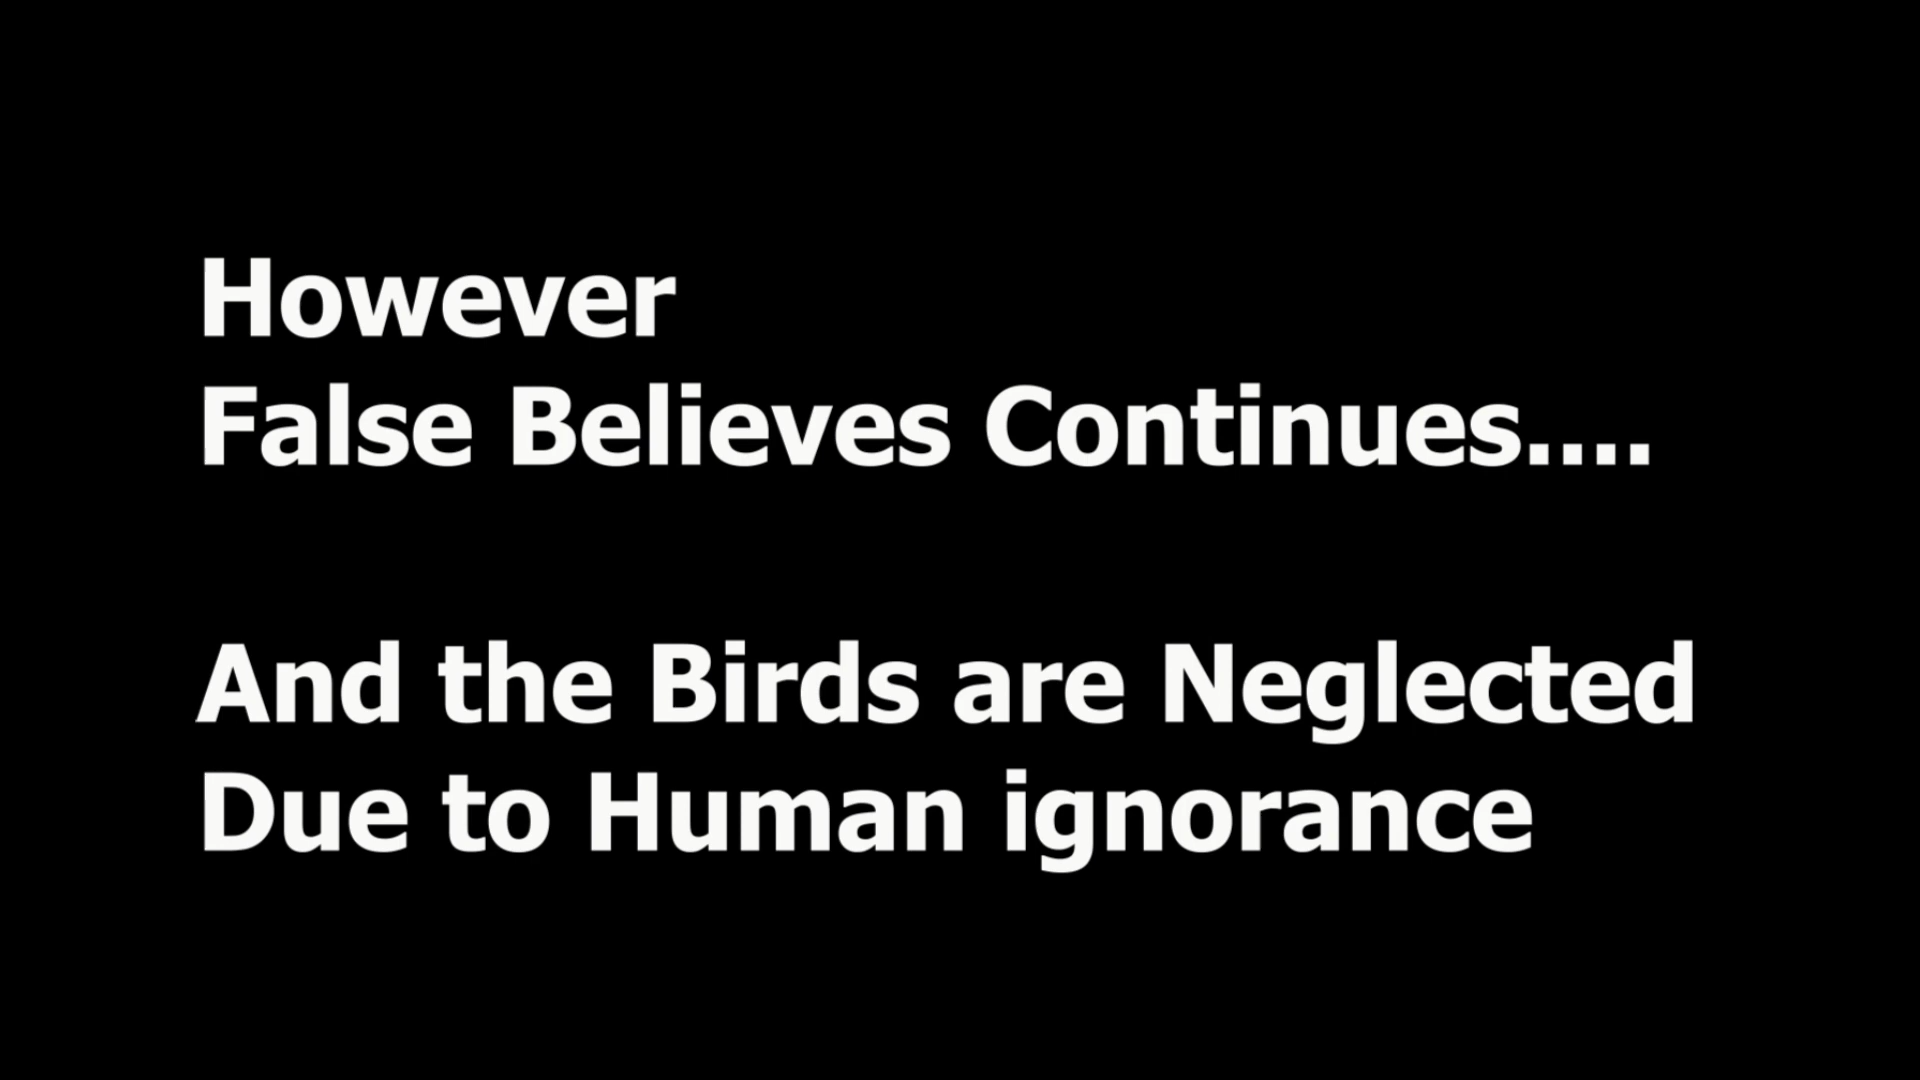 However
False Believes Continues....
And the Birds are Neglected
Due to Human ignorance